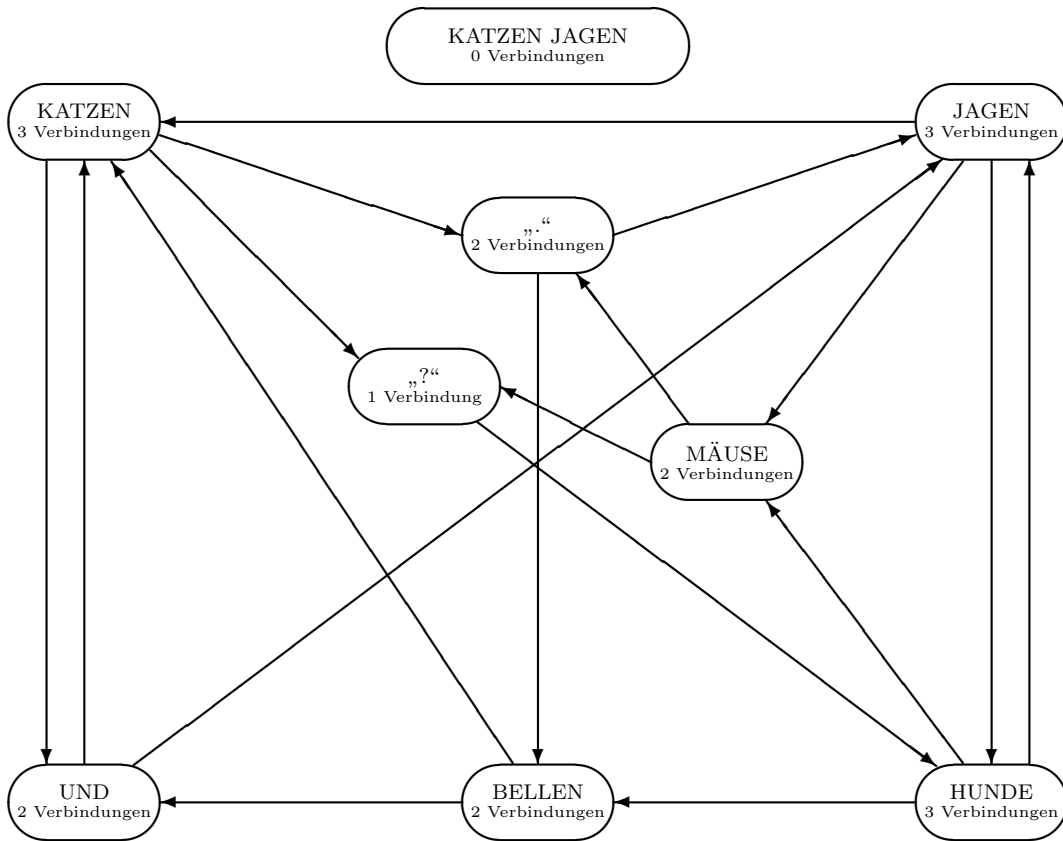 KATZEN JAGEN
0 Verbindungen
KATZEN
3 Verbindungen
JAGEN
3 Verbindungen
„.“
2 Verbindungen
„?“
1 Verbindung
MÄUSE
2 Verbindungen
UND
2 Verbindungen
BELLEN
2 Verbindungen
HUNDE
3 Verbindungen